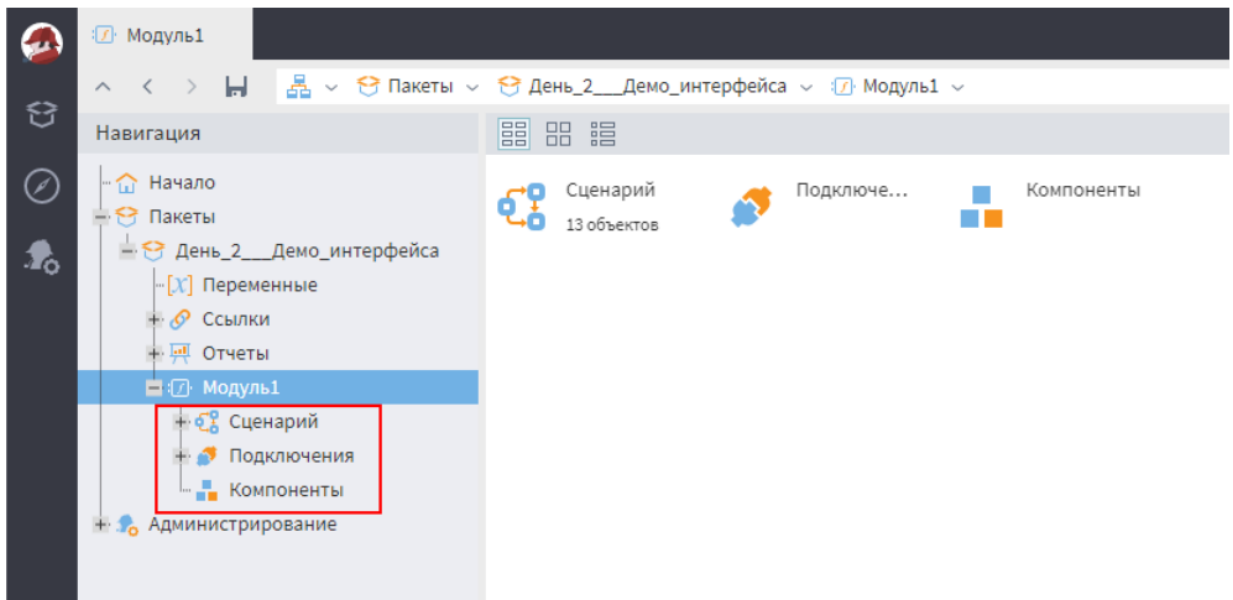 Модуль1
Пакеты День_2___Демо_интерфейса Модуль1
Навигация
Начало
Пакеты
День_2___Демо_интерфейса
[X] Переменные
Ссылки
Отчеты
Модуль1
Сценарий
Подключения
Компоненты
Администрирование
Сценарий
13 объектов
Подключе...
Компоненты